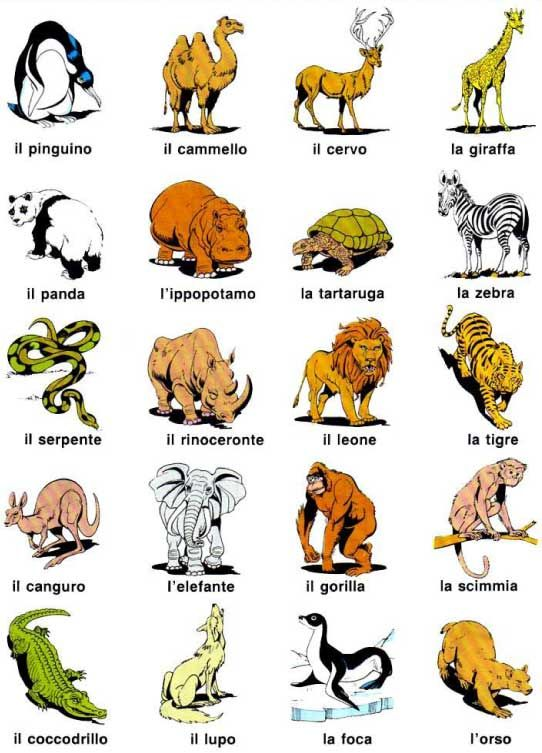 il pinguino
il cammello
il cervo
la giraffa
il panda
l'ippopotamo
la tartaruga
la zebra
il serpente
il rinoceronte
il leone
la tigre
il canguro
l'elefante
il gorilla
la scimmia
il coccodrillo
il lupo
la foca
l'orso